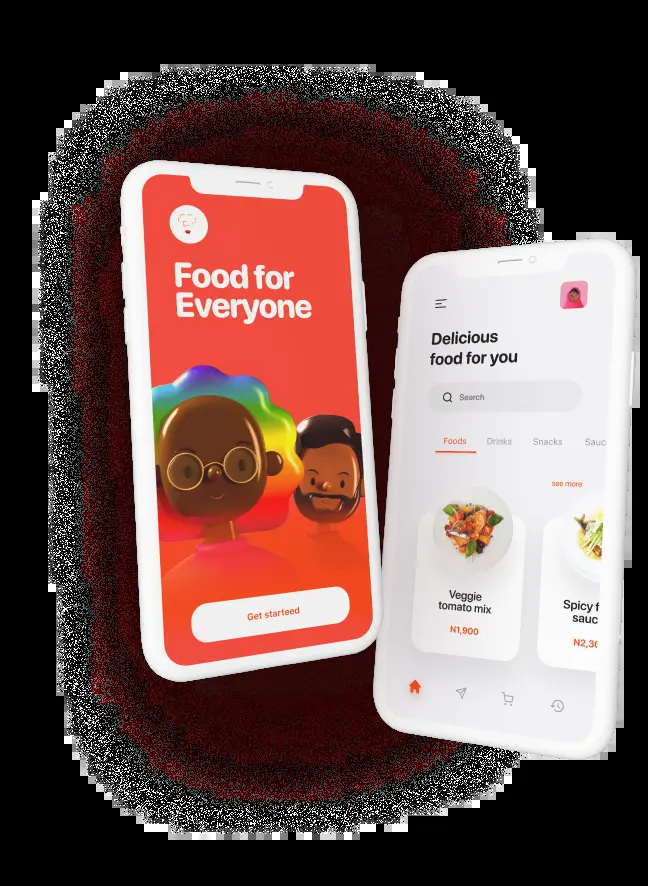 Food for
Everyone
Get starteed
Delicious
food for you
Search
Foods Drinks Snacks Sauc
see more
Veggie
tomato mix
N1,900
Spicy f
sauc
N2,30